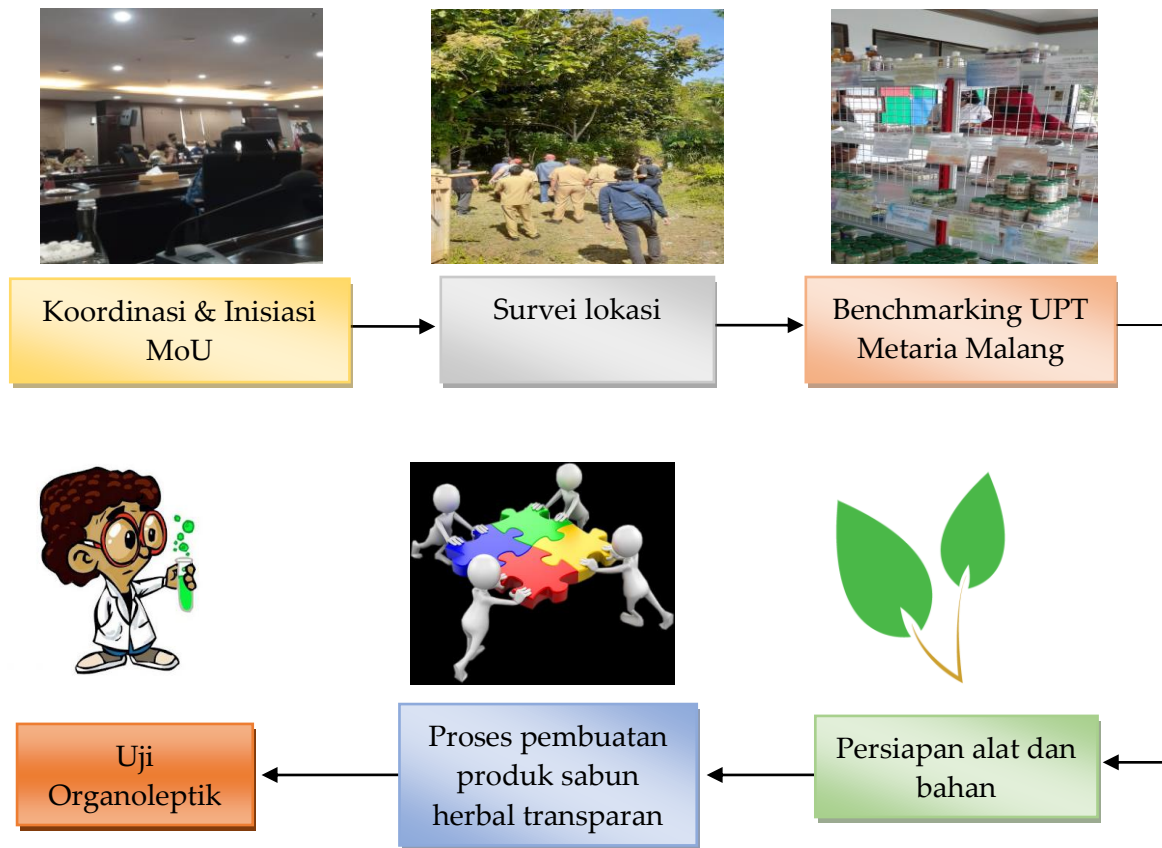 Koordinasi & Inisiasi
MoU
Survei lokasi
Benchmarking UPT
Metaria Malang
Persiapan alat dan
bahan
Proses pembuatan
produk sabun
herbal transparan
Uji
Organoleptik